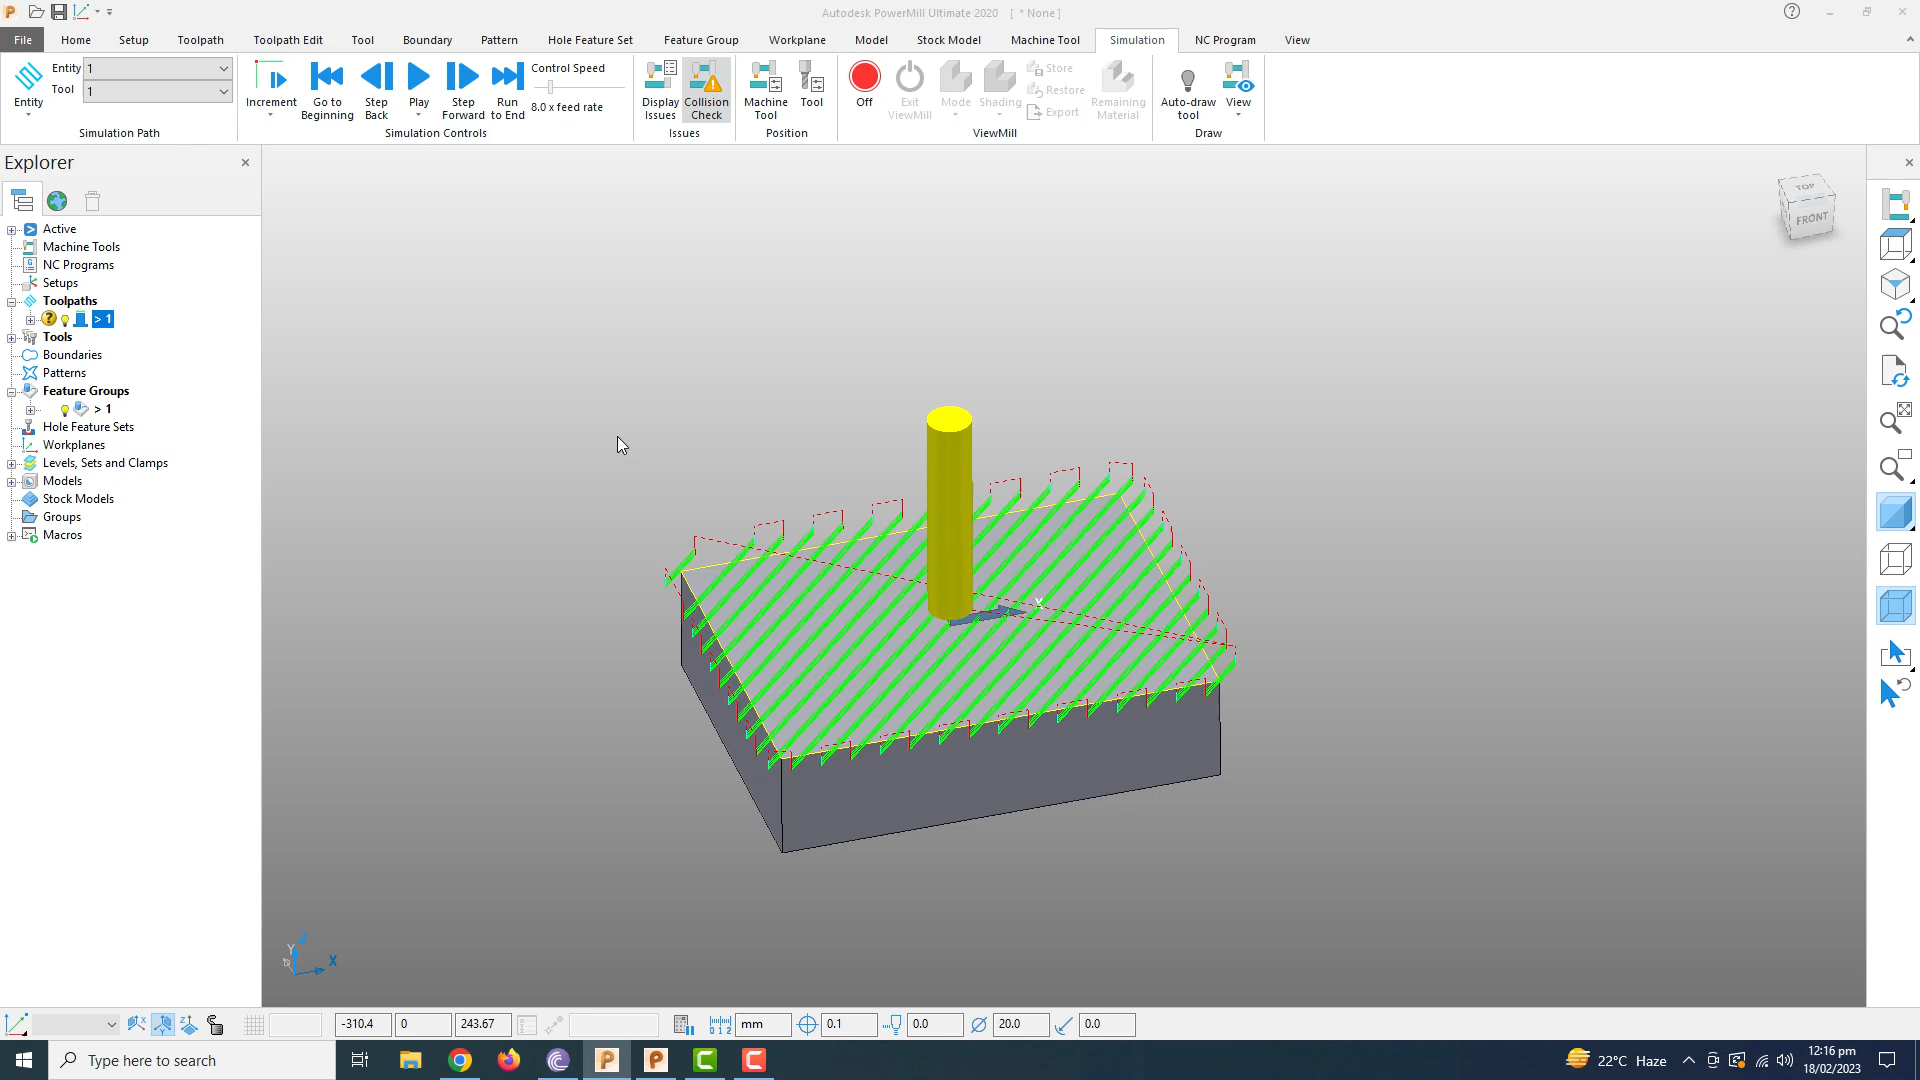 Autodesk PowerMill Ultimate 2020 [ * None ]
File Home Setup Toolpath Toolpath Edit Tool Boundary Pattern Hole Feature Set Feature Group Workplane Model Stock Model Machine Tool Simulation NC Program View
Entity 1
Tool 1
Entity
Simulation Path
Increment
Go to Beginning
Step Back
Play
Step Forward
Run to End
Control Speed
8.0 x feed rate
Simulation Controls
Display Issues
Collision Check
Issues
Machine Tool
Tool
Position
Off
Exit ViewMill
Mode
Shading
Store
Restore
Export
Remaining Material
ViewMill
Auto-draw tool
View
Draw
Explorer
Active
Machine Tools
NC Programs
Setups
Toolpaths
> 1
Tools
Boundaries
Patterns
Feature Groups
> 1
Hole Feature Sets
Workplanes
Levels, Sets and Clamps
Models
Stock Models
Groups
Macros
TOP
FRONT
X
Z
Y
X
-310.4 0 243.67 mm 0.1 0.0 20.0 0.0
Type here to search
22°C Haze
12:16 pm
18/02/2023